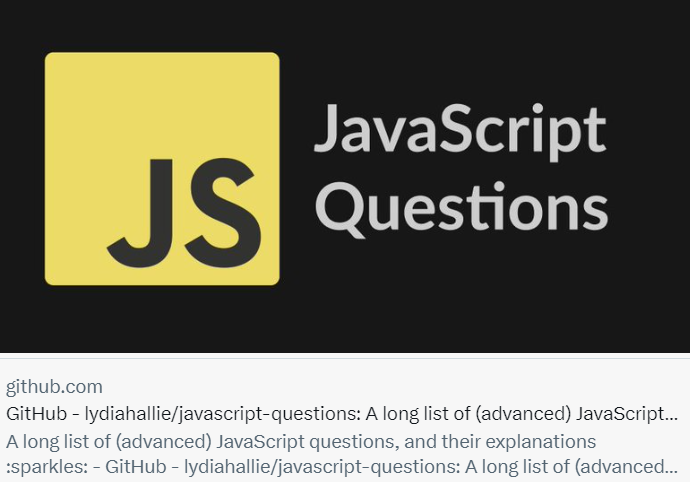 JS
JavaScript
Questions
github.com
GitHub - lydiahallie/javascript-questions: A long list of (advanced) JavaScript...
A long list of (advanced) JavaScript questions, and their explanations
:sparkles: - GitHub - lydiahallie/javascript-questions: A long list of (advanced...